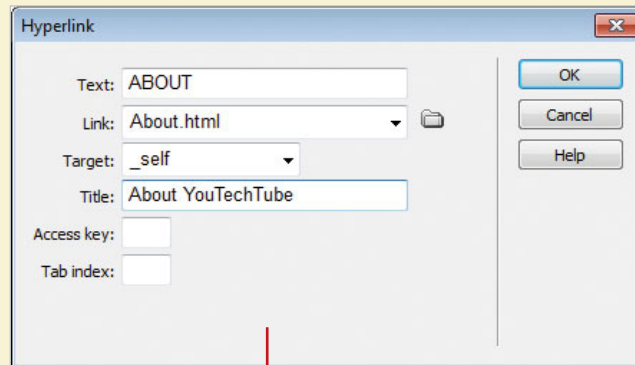 Hyperlink
Text: ABOUT
Link: About.html
Target: _self
Title: About YouTechTube
Access key:
Tab index:
OK
Cancel
Help